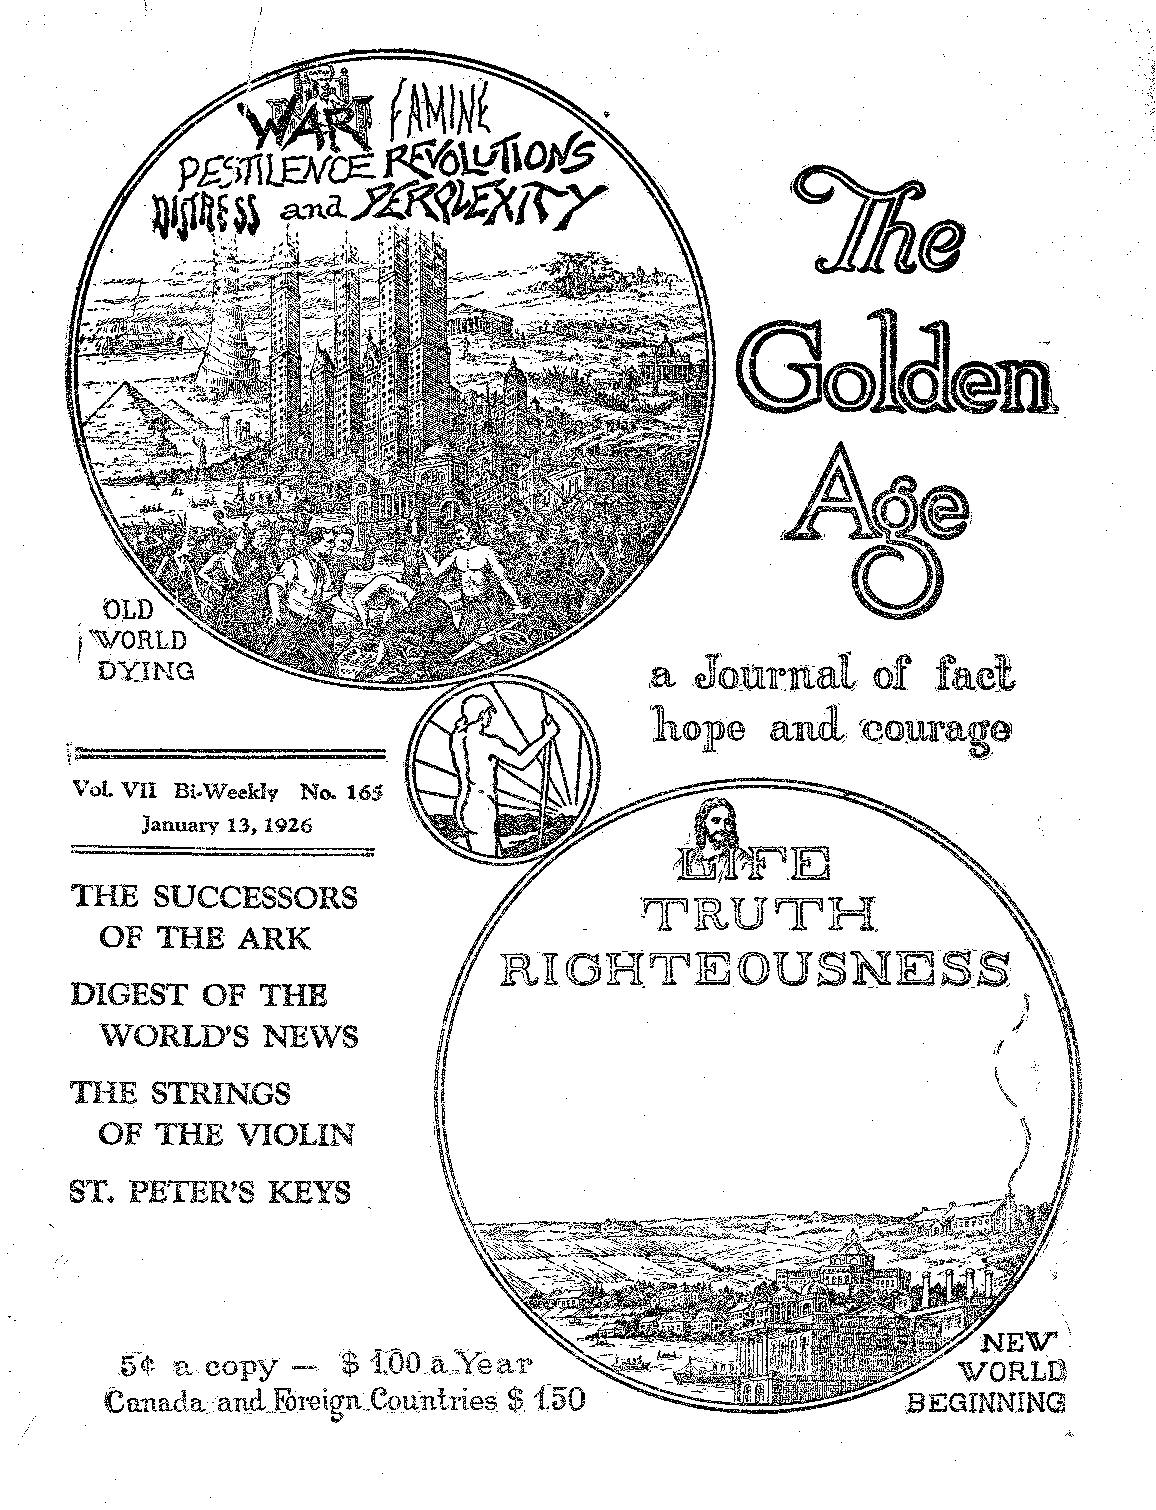 WAR FAMINE
PESTILENCE REVOLUTIONS
DISTRESS and PERPLEXITY
The
Golden
Age
OLD
WORLD
DYING
a Journal of fact
hope and courage
Vol. VII Bi-Weekly No. 165
January 13, 1926
THE SUCCESSORS
OF THE ARK
DIGEST OF THE
WORLD'S NEWS
THE STRINGS
OF THE VIOLIN
ST. PETER'S KEYS
LIFE
TRUTH
RIGHTEOUSNESS
5¢ a copy — $ 1.00 a Year
Canada and Foreign Countries $ 1.50
NEW
WORLD
BEGINNING